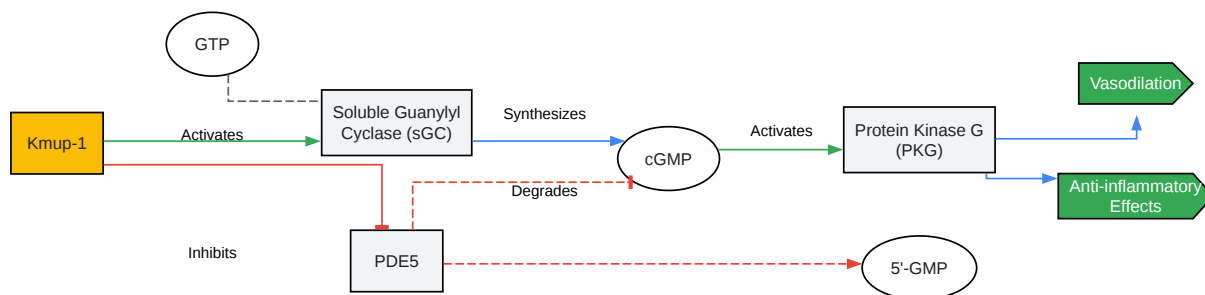 GTP
Kmup-1
Activates
Soluble Guanylyl
Cyclase (sGC)
Synthesizes
cGMP
Activates
Protein Kinase G
(PKG)
Vasodilation
Anti-inflammatory
Effects
Degrades
Inhibits
PDE5
5'-GMP